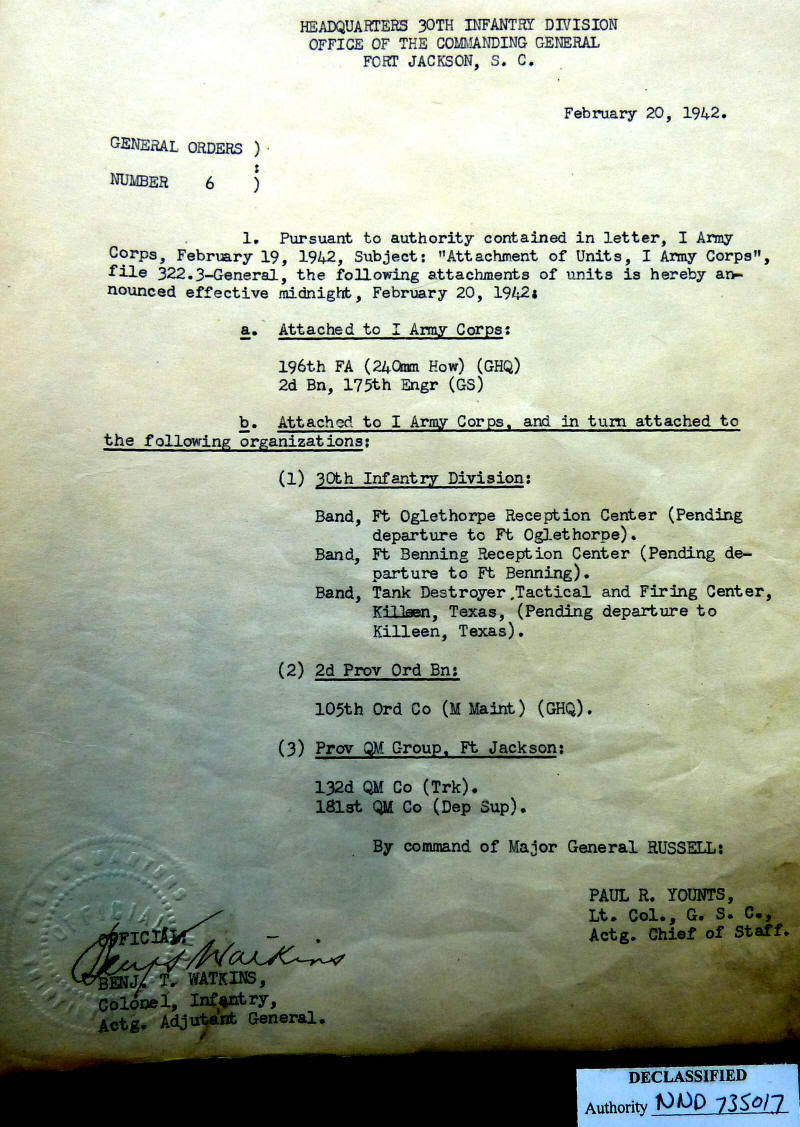 HEADQUARTERS 30TH INFANTRY DIVISION
OFFICE OF THE COMMANDING GENERAL
FORT JACKSON, S. C.
February 20, 1942.
GENERAL ORDERS )
:
NUMBER 6 )
1. Pursuant to authority contained in letter, I Army
Corps, February 19, 1942, Subject: "Attachment of Units, I Army Corps",
file 322.3-General, the following attachments of units is hereby an-
nounced effective midnight, February 20, 1942:
a. Attached to I Army Corps:
196th FA (240mm How) (GHQ)
2d Bn, 175th Engr (GS)
b. Attached to I Army Corps, and in turn attached to
the following organizations:
(1) 30th Infantry Division:
Band, Ft Oglethorpe Reception Center (Pending
departure to Ft Oglethorpe).
Band, Ft Benning Reception Center (Pending de-
parture to Ft Benning).
Band, Tank Destroyer Tactical and Firing Center,
Killeen, Texas, (Pending departure to
Killeen, Texas).
(2) 2d Prov Ord Bn:
105th Ord Co (M Maint) (GHQ).
(3) Prov QM Group, Ft Jackson:
132d QM Co (Trk).
181st QM Co (Dep Sup).
By command of Major General RUSSELL:
PAUL R. YOUNTS,
Lt. Col., G. S. C.,
Actg. Chief of Staff.
HEADQUARTERS
OFFICIAL
OFFICIAL:
Benj T Watkins
BENJ. T. WATKINS,
Colonel, Infantry,
Actg. Adjutant General.
DECLASSIFIED
Authority NND 735017